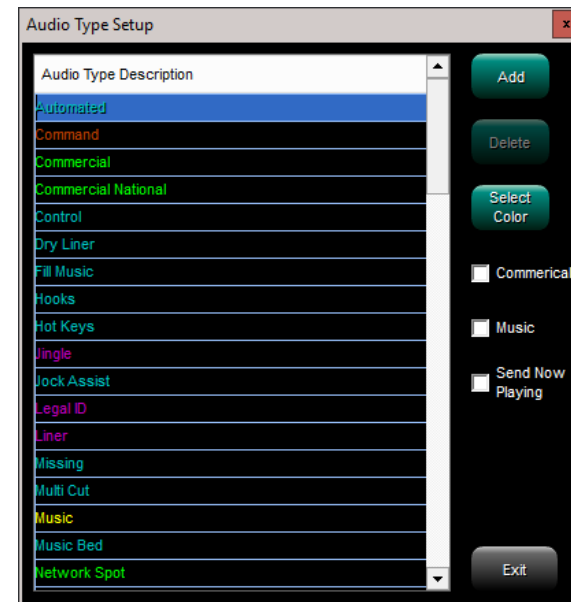 Audio Type Setup
x
Audio Type Description
Automated
Command
Commercial
Commercial National
Control
Dry Liner
Fill Music
Hooks
Hot Keys
Jingle
Jock Assist
Legal ID
Liner
Missing
Multi Cut
Music
Music Bed
Network Spot
Add
Delete
Select
Color
Commerical
Music
Send Now
Playing
Exit